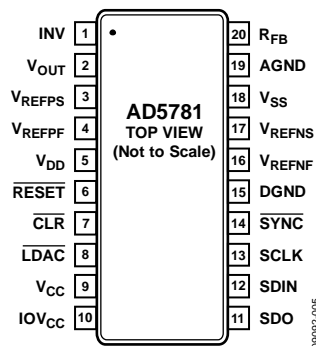 INV 1
VOUT 2
VREFPS 3
VREFPF 4
VDD 5
RESET 6
CLR 7
LDAC 8
VCC 9
IOVCC 10
AD5781
TOP VIEW
(Not to Scale)
20 RFB
19 AGND
18 VSS
17 VREFNS
16 VREFNF
15 DGND
14 SYNC
13 SCLK
12 SDIN
11 SDO